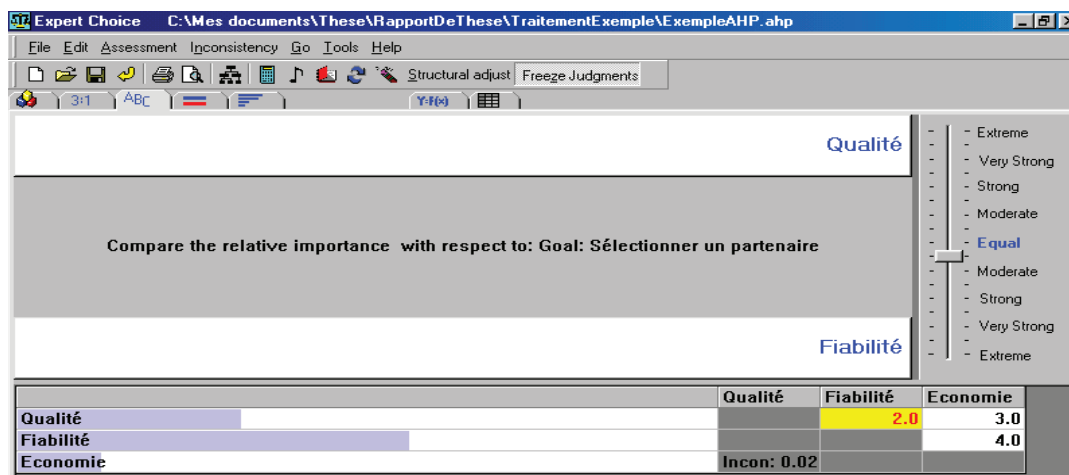 Expert Choice C:\Mes documents\These\RapportDeThese\TraitementExemple\ExempleAHP.ahp
File Edit Assessment Inconsistency Go Tools Help
Structural adjust Freeze Judgments
3:1 ABC Y=F(x)
Qualité
Extreme
Very Strong
Strong
Moderate
Equal
Moderate
Strong
Very Strong
Extreme
Compare the relative importance with respect to: Goal: Sélectionner un partenaire
Fiabilité
Qualité Fiabilité Economie
Qualité 2.0 3.0
Fiabilité 4.0
Economie Incon: 0.02